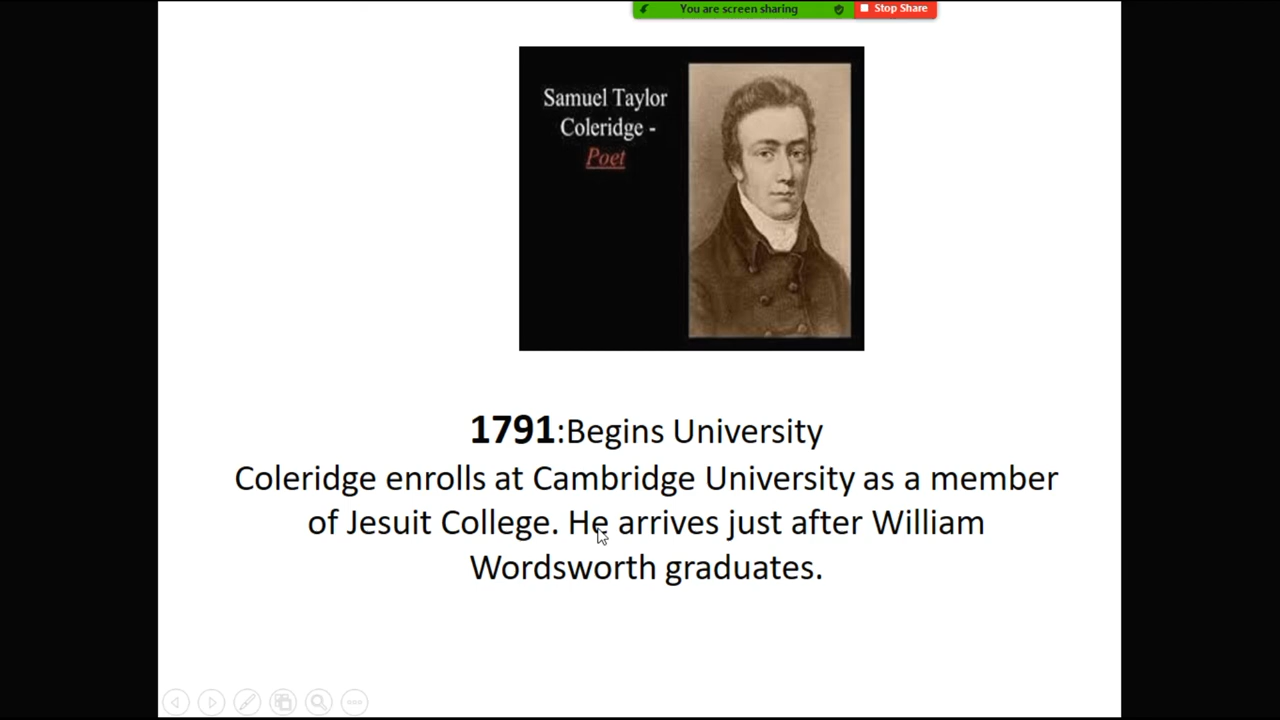 You are screen sharing
Stop Share
Samuel Taylor
Coleridge -
Poet
1791:Begins University
Coleridge enrolls at Cambridge University as a member
of Jesuit College. He arrives just after William
Wordsworth graduates.